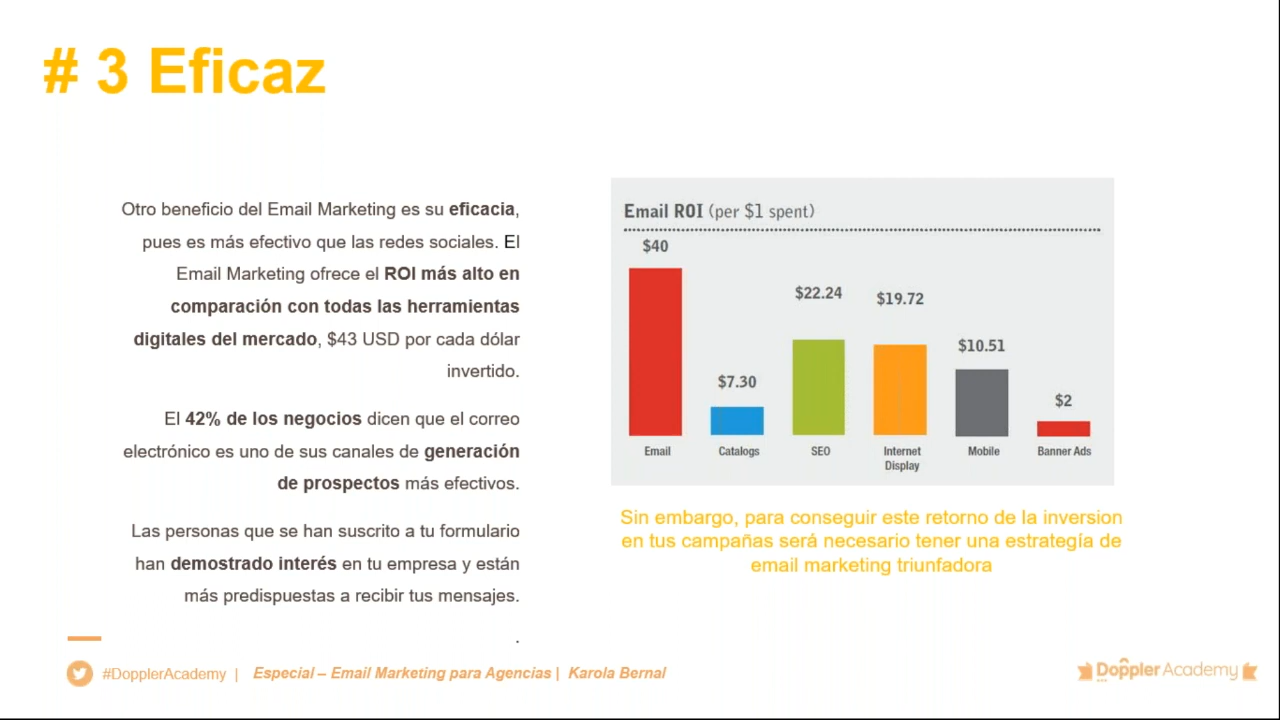 # 3 Eficaz
Otro beneficio del Email Marketing es su eficacia,
pues es más efectivo que las redes sociales. El
Email Marketing ofrece el ROI más alto en
comparación con todas las herramientas
digitales del mercado, $43 USD por cada dólar
invertido.
El 42% de los negocios dicen que el correo
electrónico es uno de sus canales de generación
de prospectos más efectivos.
Las personas que se han suscrito a tu formulario
han demostrado interés en tu empresa y están
más predispuestas a recibir tus mensajes.
.
Email ROI (per $1 spent)
$40
$7.30
$22.24
$19.72
$10.51
$2
Email
Catalogs
SEO
Internet
Display
Mobile
Banner Ads
Sin embargo, para conseguir este retorno de la inversion
en tus campañas será necesario tener una estrategía de
email marketing triunfadora
#DopplerAcademy | Especial – Email Marketing para Agencias | Karola Bernal
Doppler Academy